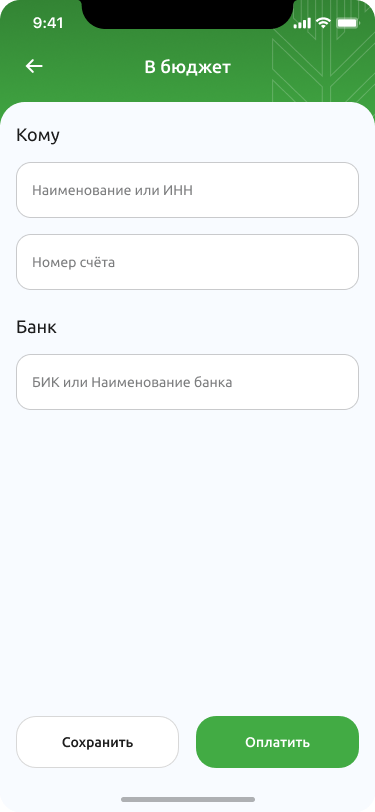 9:41
В бюджет
Кому
Наименование или ИНН
Номер счёта
Банк
БИК или Наименование банка
Сохранить
Оплатить